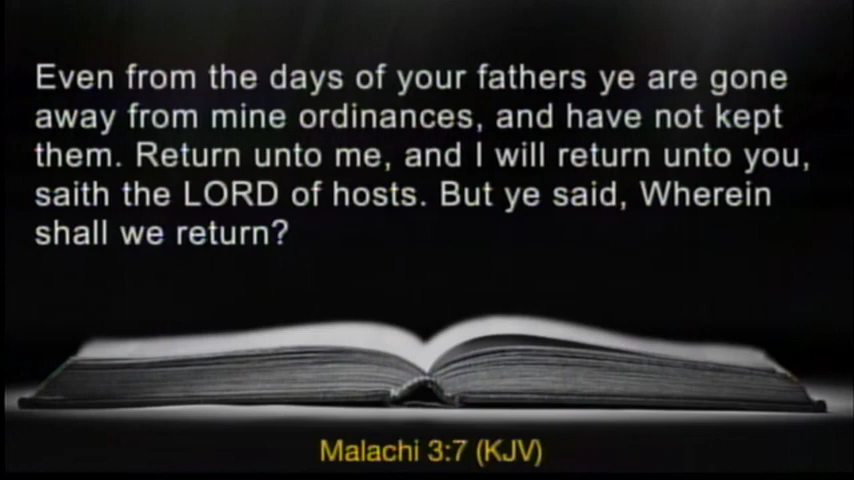 Even from the days of your fathers ye are gone
away from mine ordinances, and have not kept
them. Return unto me, and I will return unto you,
saith the LORD of hosts. But ye said, Wherein
shall we return?
Malachi 3:7 (KJV)